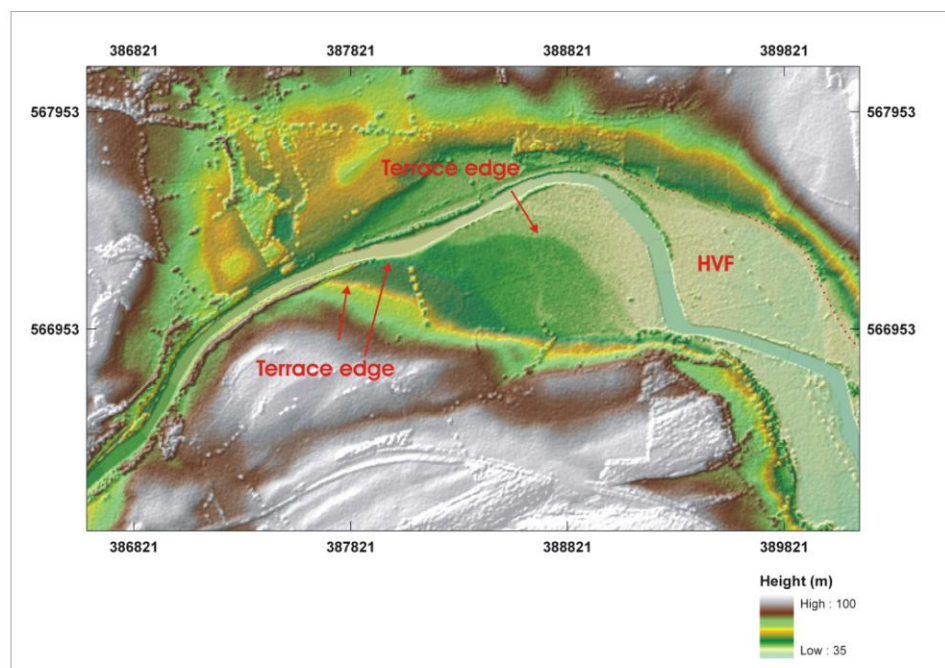 386821 387821 388821 389821
567953 567953
Terrace edge
HVF
566953 566953
Terrace edge
386821 387821 388821 389821
Height (m)
High : 100
Low : 35